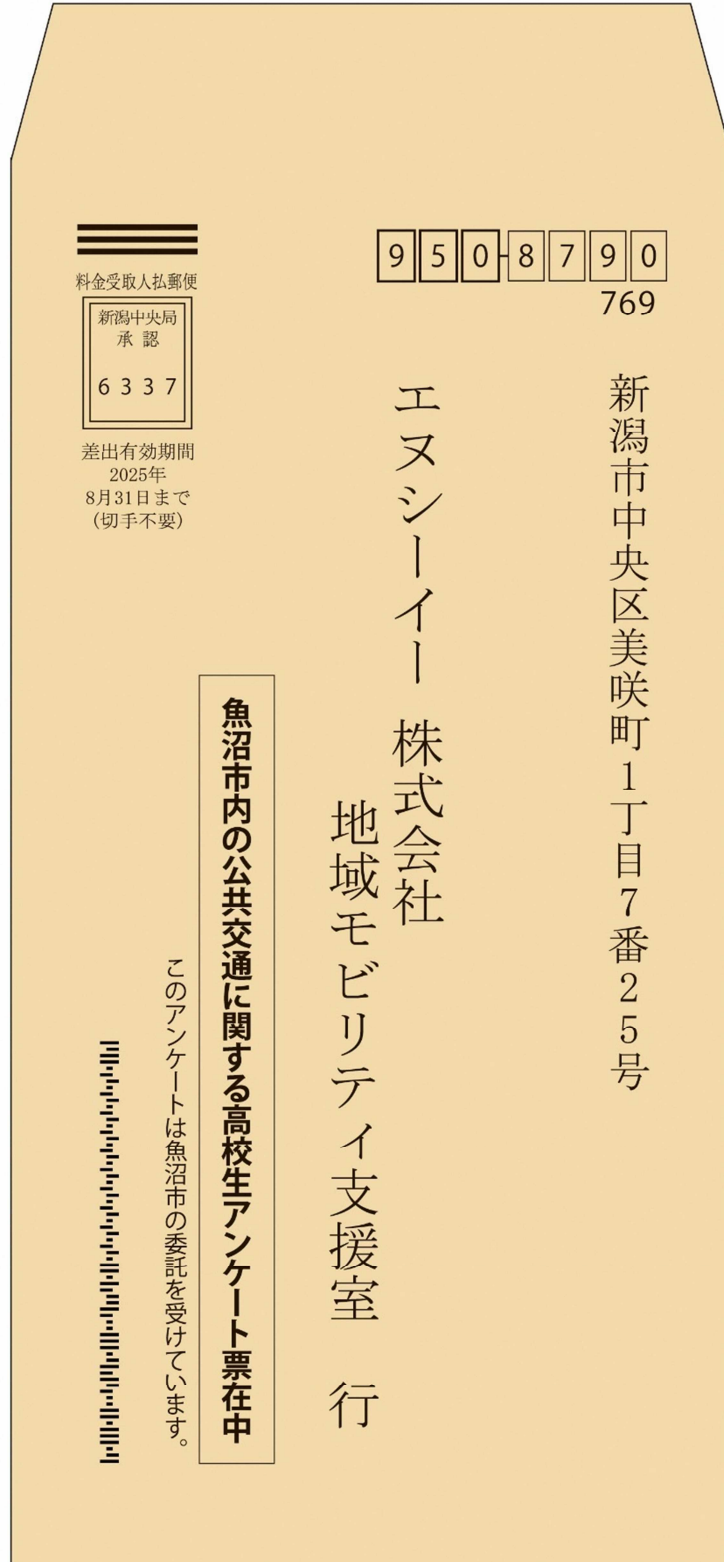 950-8790
769
新潟市中央区美咲町1丁目7番25号
エヌシーイー 株式会社
地域モビリティ支援室 行
魚沼市内の公共交通に関する高校生アンケート票在中
このアンケートは魚沼市の委託を受けています。
料金受取人払郵便
新潟中央局
承 認
6337
差出有効期間
2025年
8月31日まで
(切手不要)